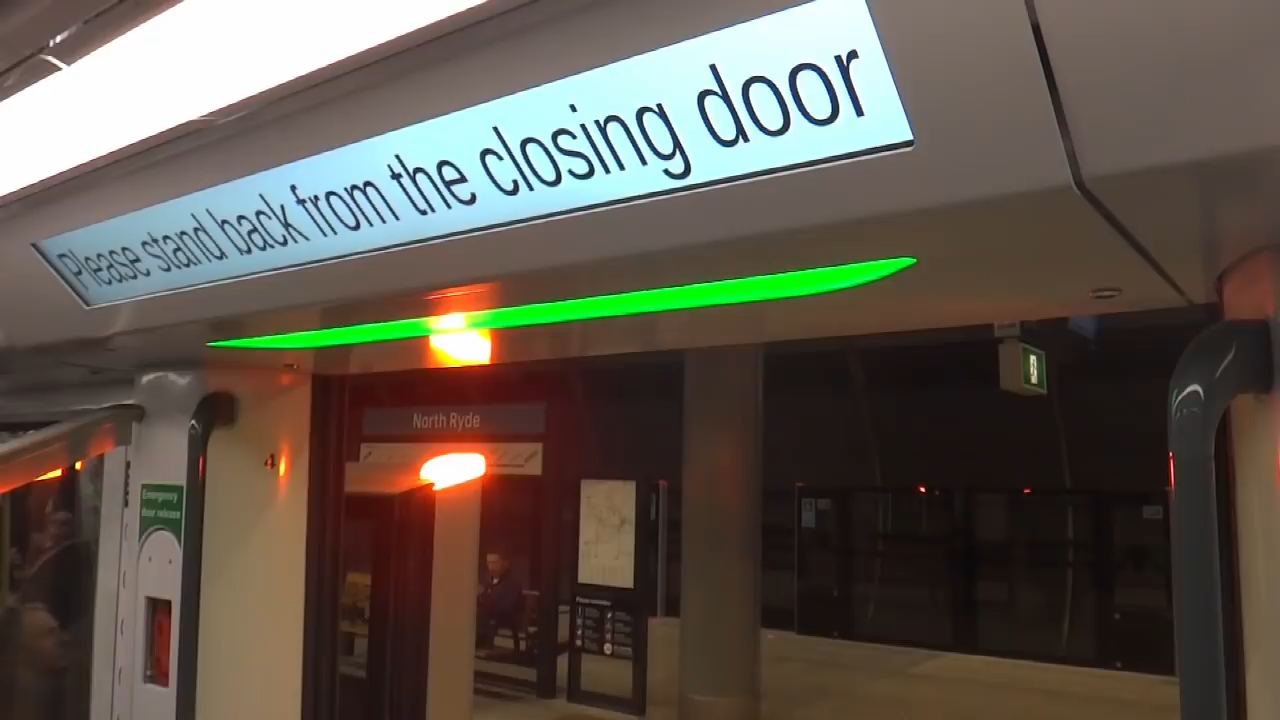 Please stand back from the closing door
North Ryde
4
Emergency
door release